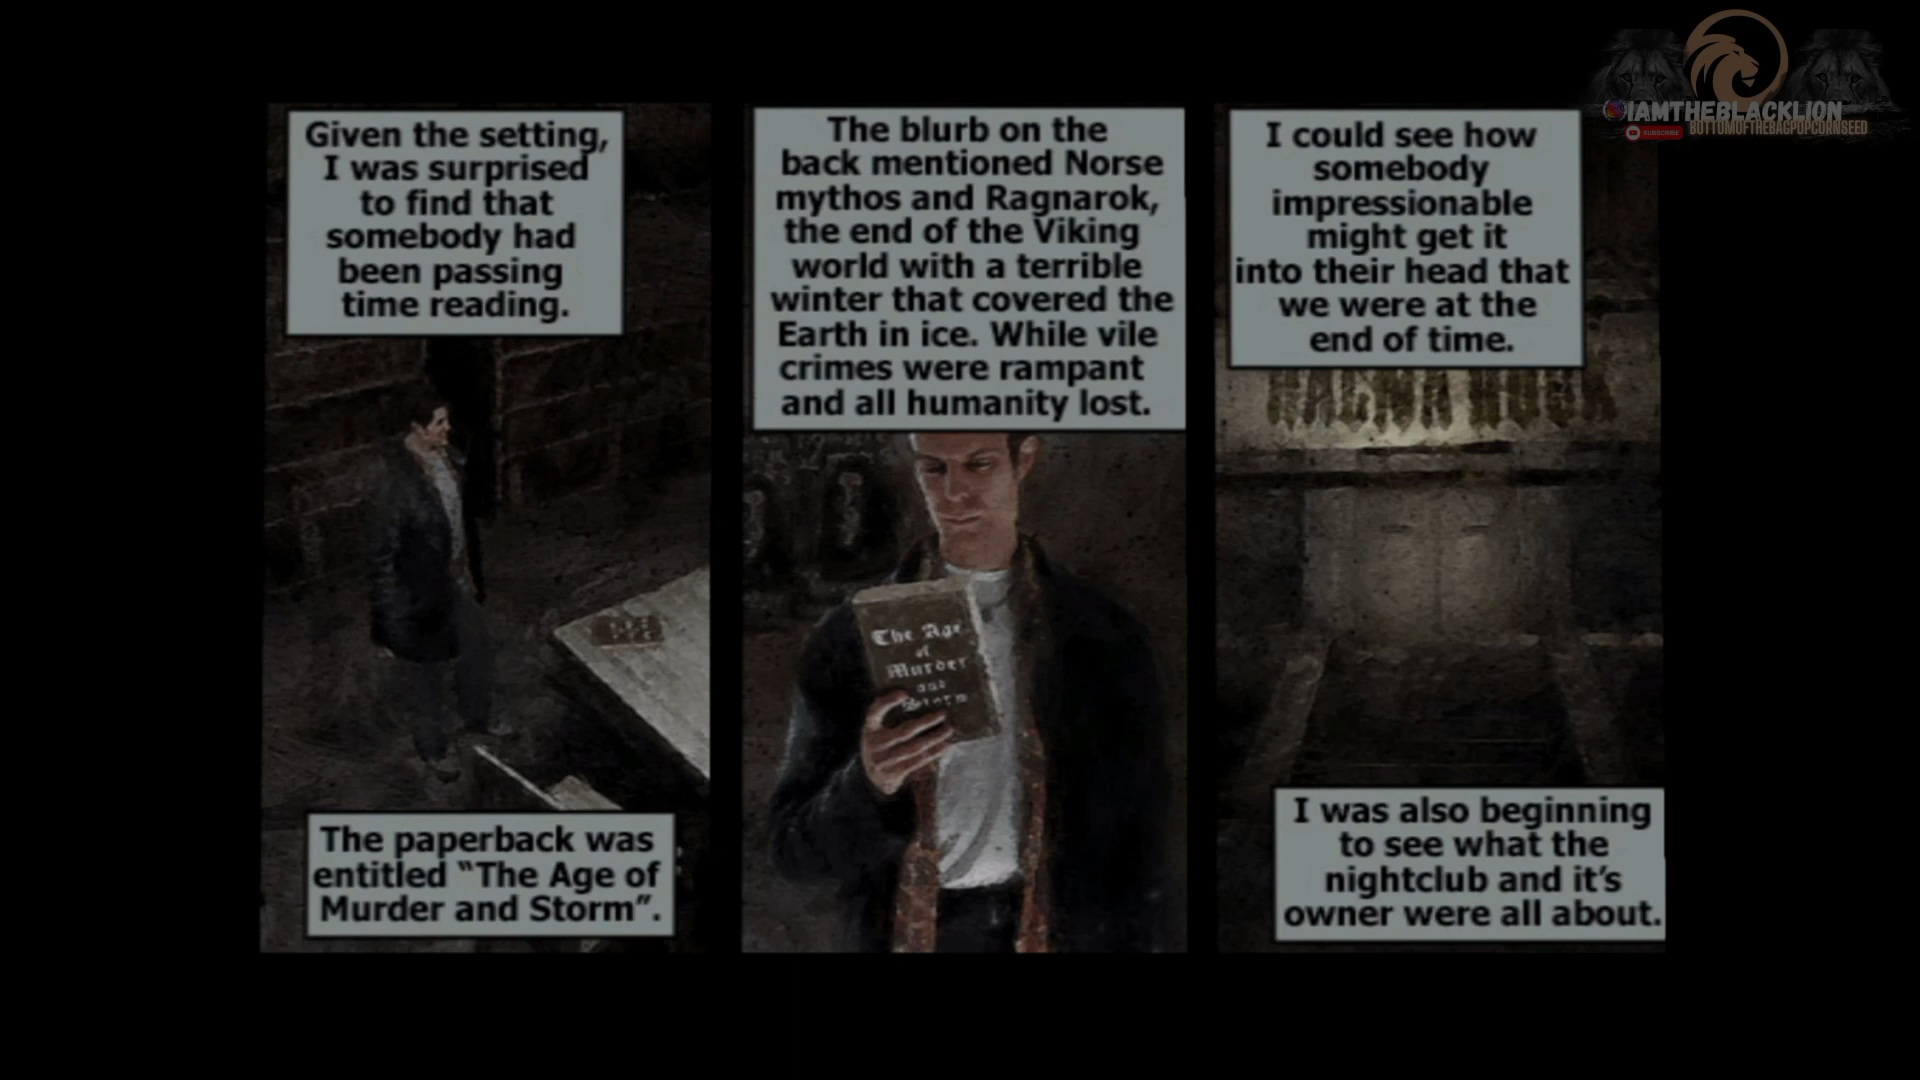 Given the setting,
I was surprised
to find that
somebody had
been passing
time reading.
The paperback was
entitled “The Age of
Murder and Storm”.
The blurb on the
back mentioned Norse
mythos and Ragnarok,
the end of the Viking
world with a terrible
winter that covered the
Earth in ice. While vile
crimes were rampant
and all humanity lost.
The Age
of
Murder
and
Storm
I could see how
somebody
impressionable
might get it
into their head that
we were at the
end of time.
RAGNA ROCK
I was also beginning
to see what the
nightclub and it’s
owner were all about.
IAMTHEBLACKLION
SUBSCRIBE
BOTTOMOFTHEBAGPOPCORNSEED